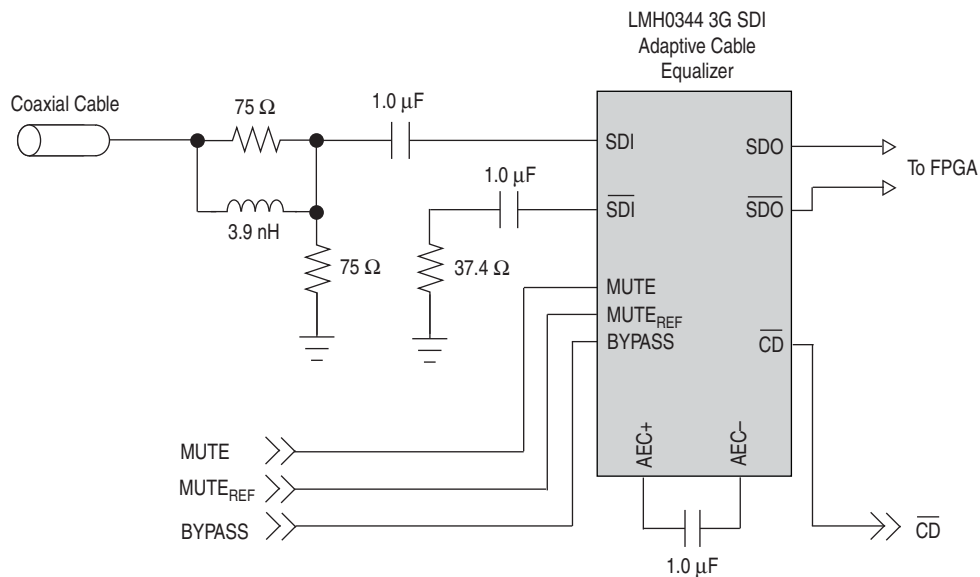 LMH0344 3G SDI
Adaptive Cable
Equalizer
Coaxial Cable
75 Ω
1.0 µF
SDI
SDO
To FPGA
1.0 µF
SDI
SDO
3.9 nH
75 Ω
37.4 Ω
MUTE
MUTEREF
BYPASS
CD
AEC+
AEC–
MUTE
MUTEREF
BYPASS
1.0 µF
CD